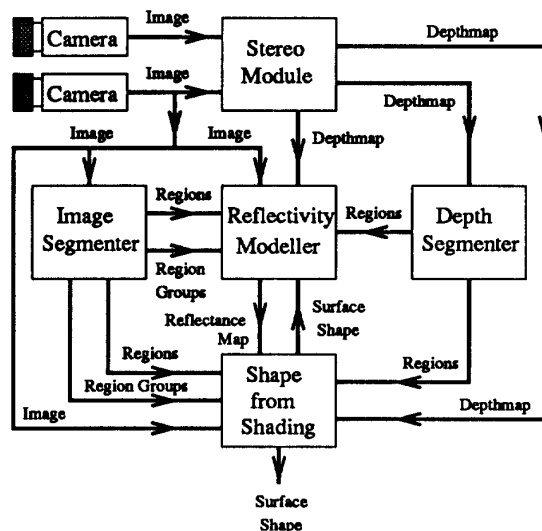 Image
Camera
Stereo
Module
Depthmap
Image
Camera
Depthmap
Image
Image
Depthmap
Image
Segmenter
Regions
Reflectivity
Modeller
Regions
Depth
Segmenter
Region
Groups
Reflectance
Map
Surface
Shape
Regions
Region Groups
Image
Shape
from
Shading
Regions
Depthmap
Surface
Shape